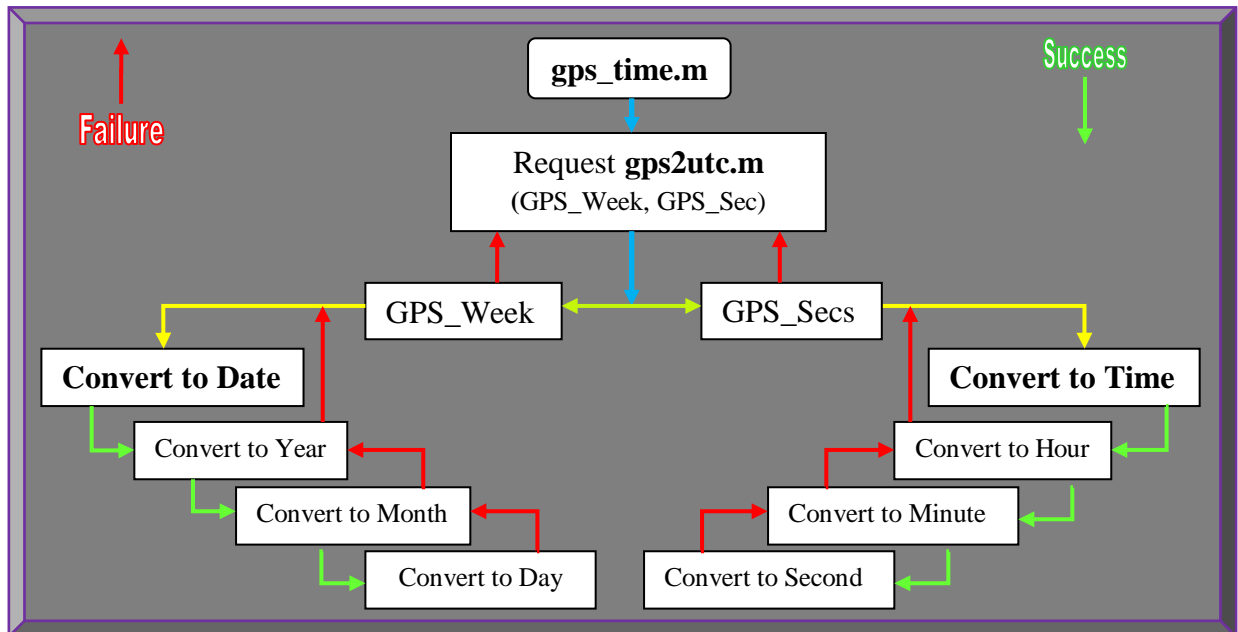 gps_time.m
Success
Failure
Request gps2utc.m
(GPS_Week, GPS_Sec)
GPS_Week
GPS_Secs
Convert to Date
Convert to Time
Convert to Year
Convert to Hour
Convert to Month
Convert to Minute
Convert to Day
Convert to Second